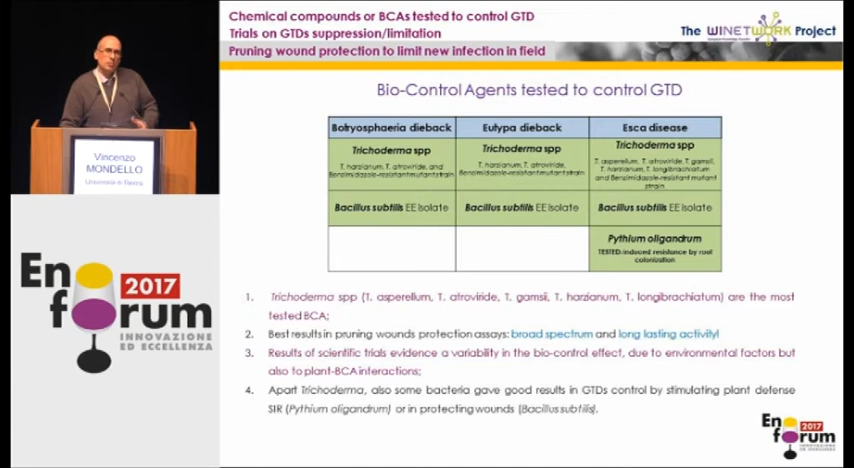 Chemical compounds or BCAs tested to control GTD
Trials on GTDs suppression/limitation
Pruning wound protection to limit new infection in field
The WINETWORK Project
Bio-Control Agents tested to control GTD
Botryosphaeria dieback Eutypa dieback Esca disease
Trichoderma spp Trichoderma spp Trichoderma spp
T. harzianum, T. atroviride, and
Benzimidazole-resistant mutant strain
T. harzianum, T. atroviride,
Benzimidazole-resistant mutant strain
T. asperellum, T. atroviride, T. gamsii,
T. harzianum, T. longibrachiatum
and Benzimidazole-resistant mutant
strain
Bacillus subtilis EE Isolate Bacillus subtilis EE Isolate Bacillus subtilis EE Isolate
Pythium oligandrum
TESTED: induced resistance by root
colonization
1. Trichoderma spp (T. asperellum, T. atroviride, T. gamsii, T. harzianum, T. longibrachiatum) are the most
tested BCA;
2. Best results in pruning wounds protection assays: broad spectrum and long lasting activity!
3. Results of scientific trials evidence a variability in the bio-control effect, due to environmental factors but
also to plant-BCA interactions;
4. Apart Trichoderma, also some bacteria gave good results in GTDs control by stimulating plant defense
SIR (Pythium oligandrum) or in protecting wounds (Bacillus subtilis).
Vincenzo
MONDELLO
Enoforum
2017
INNOVAZIONE
ED ECCELLENZA
Enoforum
2017
INNOVAZIONE
ED ECCELLENZA